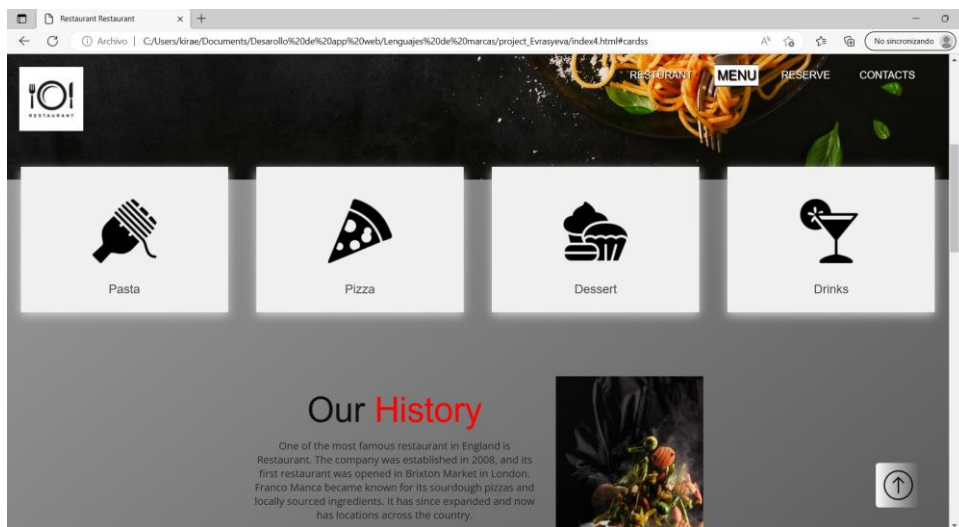 Restaurant Restaurant
Archivo | C:/Users/kirae/Documents/Desarollo%20de%20app%20web/Lenguajes%20de%20marcas/project_Evrasyeva/index4.html#cardss
No sincronizando
RESTAURANT
RESTURANT MENU RESERVE CONTACTS
Pasta Pizza Dessert Drinks
Our History
One of the most famous restaurant in England is
Restaurant. The company was established in 2008, and its
first restaurant was opened in Brixton Market in London.
Franco Manca became known for its sourdough pizzas and
locally sourced ingredients. It has since expanded and now
has locations across the country.